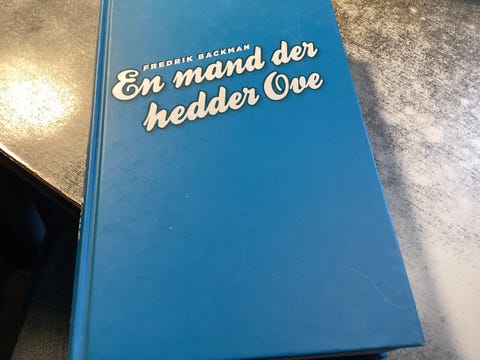 FREDRIK BACKMAN
En mand der
hedder Ove